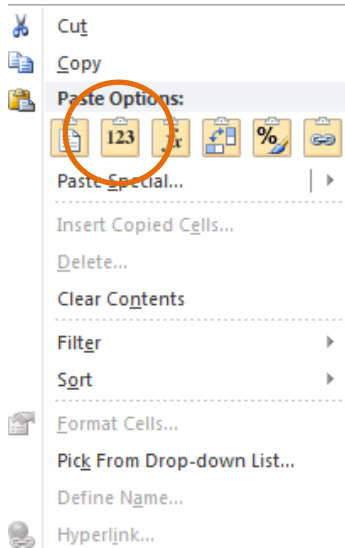 Cut
Copy
Paste Options:
123 fx %
Paste Special...
Insert Copied Cells...
Delete...
Clear Contents
Filter
Sort
Format Cells...
Pick From Drop-down List...
Define Name...
Hyperlink...